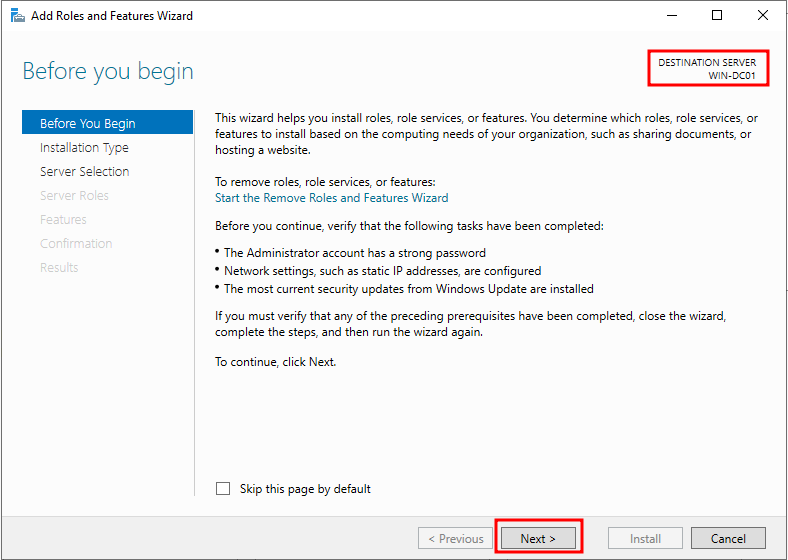 Add Roles and Features Wizard
Before you begin
DESTINATION SERVER
WIN-DC01
Before You Begin
Installation Type
Server Selection
Server Roles
Features
Confirmation
Results
This wizard helps you install roles, role services, or features. You determine which roles, role services, or
features to install based on the computing needs of your organization, such as sharing documents, or
hosting a website.
To remove roles, role services, or features:
Start the Remove Roles and Features Wizard
Before you continue, verify that the following tasks have been completed:
• The Administrator account has a strong password
• Network settings, such as static IP addresses, are configured
• The most current security updates from Windows Update are installed
If you must verify that any of the preceding prerequisites have been completed, close the wizard,
complete the steps, and then run the wizard again.
To continue, click Next.
Skip this page by default
< Previous
Next >
Install
Cancel